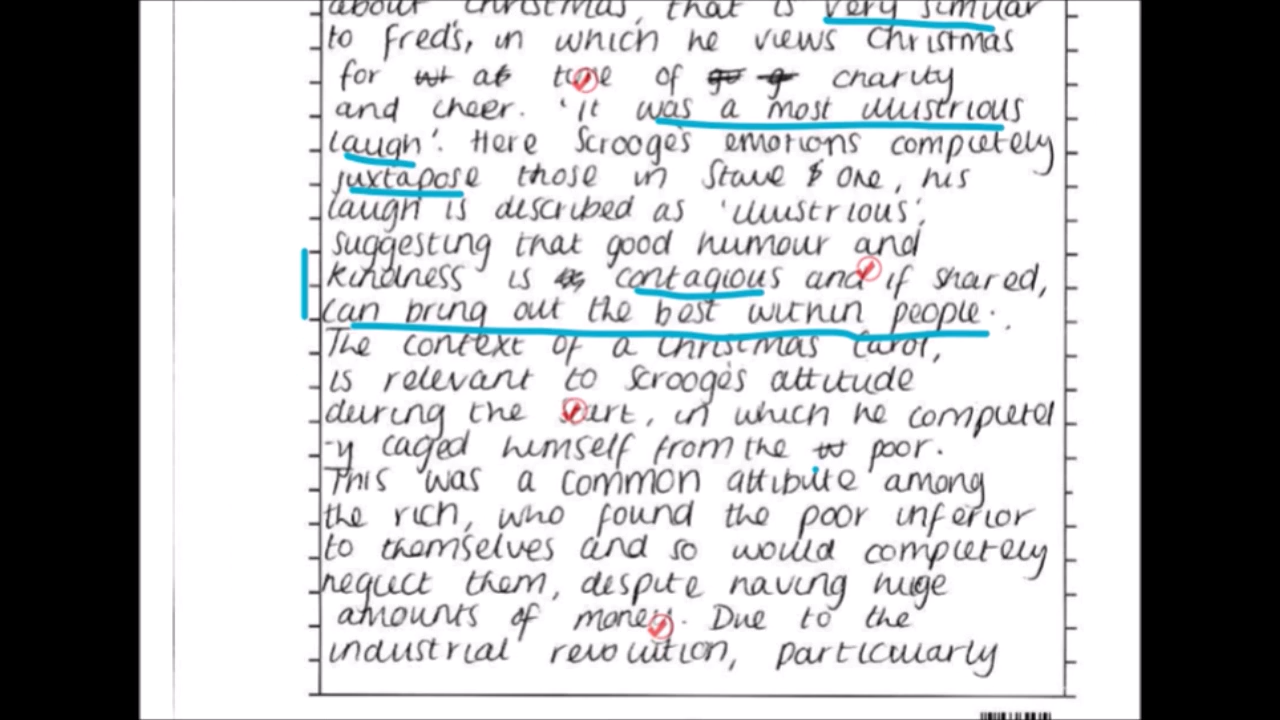 about christmas, that is very similar
to fred's, in which he views Christmas
for at time of charity
and cheer. 'It was a most illustrious
laugh'. Here Scrooge's emotions completely
juxtapose those in Stave One, his
laugh is described as 'illustrious',
suggesting that good humour and
kindness is contagious and if shared,
can bring out the best within people.
The context of a Christmas Carol,
is relevant to Scrooge's attitude
during the start, in which he completel
-y caged himself from the poor.
This was a common attibute among
the rich, who found the poor inferior
to themselves and so would completely
neglect them, despite having huge
amounts of money. Due to the
industrial revolution, particularly